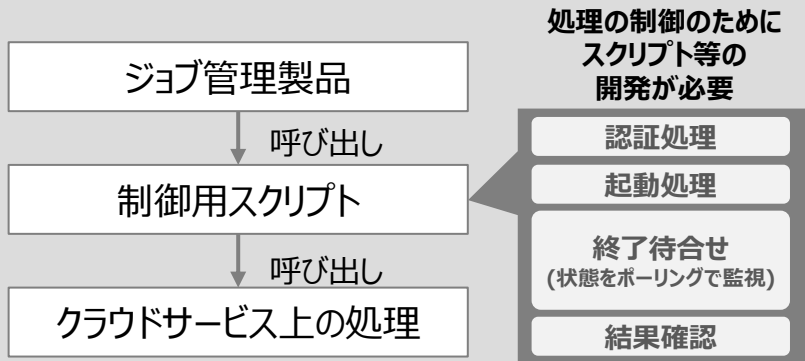 ジョブ管理製品
呼び出し
制御用スクリプト
呼び出し
クラウドサービス上の処理
処理の制御のために
スクリプト等の
開発が必要
認証処理
起動処理
終了待合せ
(状態をポーリングで監視)
結果確認